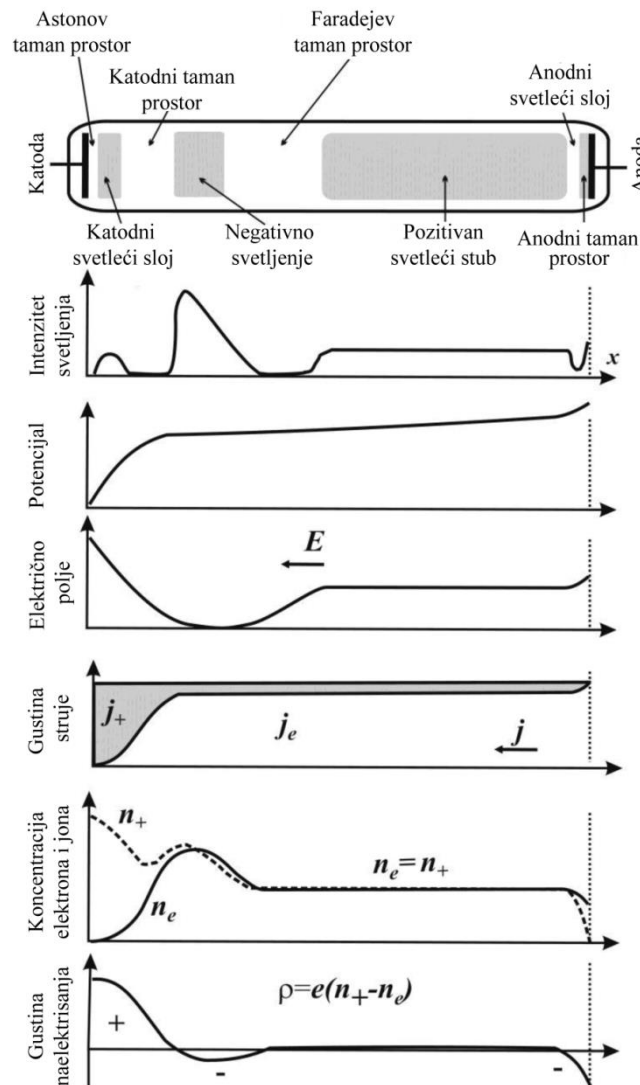 Astonov
taman prostor
Faradejev
taman prostor
Katodni taman
prostor
Anodni
svetleći sloj
Katoda
Anoda
Katodni
svetleći sloj
Negativno
svetljenje
Pozitivan
svetleći stub
Anodni taman
prostor
Intenzitet
svetljenja
x
Potencijal
Električno
polje
E
Gustina
struje
j+
je
j
Koncentracija
elektrona i jona
n+
ne
ne=n+
Gustina
naelektrisanja
+
ρ=e(n+-ne)
-
-